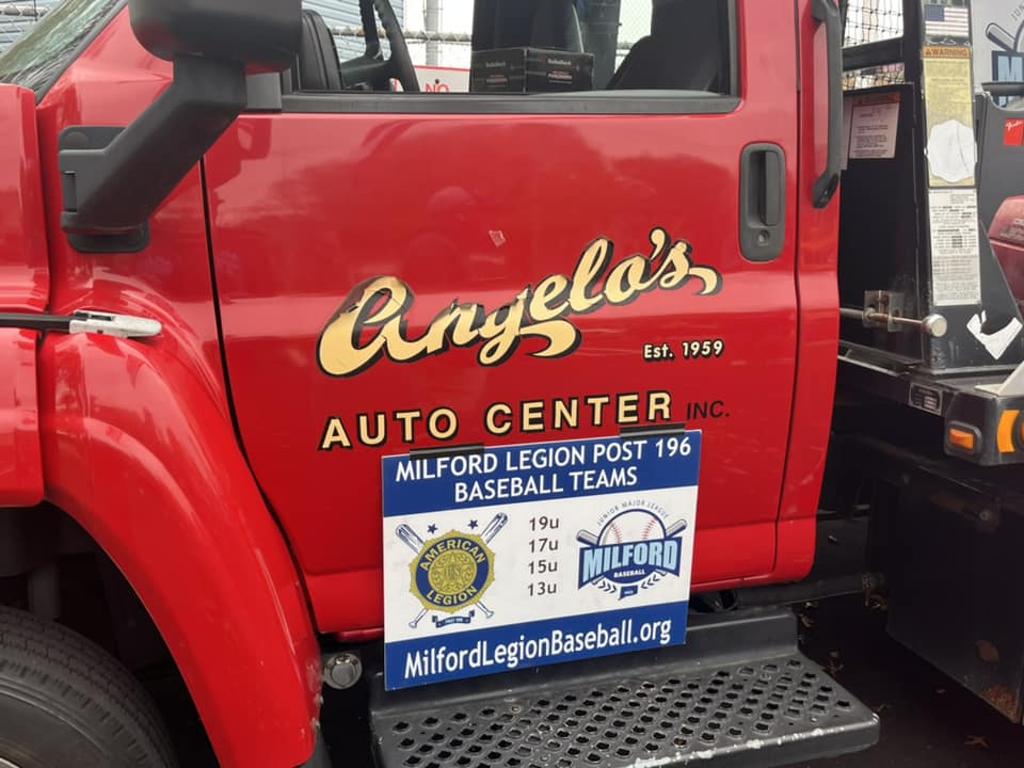 NO
WARNING
Angelo's
Est. 1959
AUTO CENTER INC.
MILFORD LEGION POST 196
BASEBALL TEAMS
AMERICAN
LEGION
19u
17u
15u
13u
JUNIOR MAJOR LEAGUE
MILFORD
BASEBALL
MilfordLegionBaseball.org